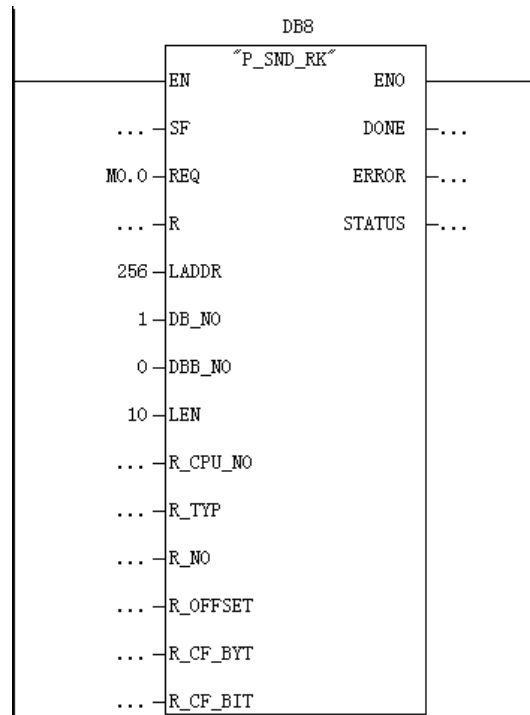 DB8
"P_SND_RK"
EN ENO
... SF DONE ...
M0.0 REQ ERROR ...
... R STATUS ...
256 LADDR
1 DB_NO
0 DBB_NO
10 LEN
... R_CPU_NO
... R_TYP
... R_NO
... R_OFFSET
... R_CF_BYT
... R_CF_BIT